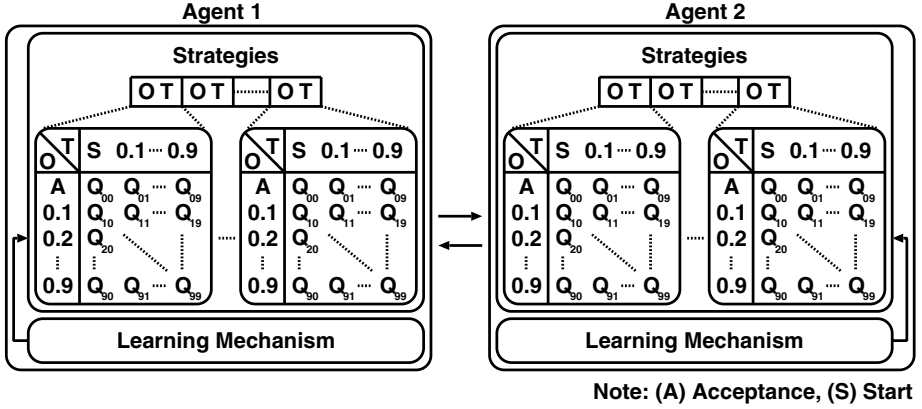 Agent 1 Agent 2
Strategies Strategies
O T O T ........ O T O T O T ........ O T
T S 0.1 ···· 0.9 T S 0.1 ···· 0.9 T S 0.1 ···· 0.9 T S 0.1 ···· 0.9
O O O O
A Q00 Q01 ···· Q09 A Q00 Q01 ···· Q09 A Q00 Q01 ···· Q09 A Q00 Q01 ···· Q09
0.1 Q10 Q11 ···· Q19 0.1 Q10 Q11 ···· Q19 0.1 Q10 Q11 ···· Q19 0.1 Q10 Q11 ···· Q19
0.2 Q20 0.2 Q20 0.2 Q20 0.2 Q20
0.9 Q90 Q91 ···· Q99 0.9 Q90 Q91 ···· Q99 0.9 Q90 Q91 ···· Q99 0.9 Q90 Q91 ···· Q99
Learning Mechanism Learning Mechanism
Note: (A) Acceptance, (S) Start